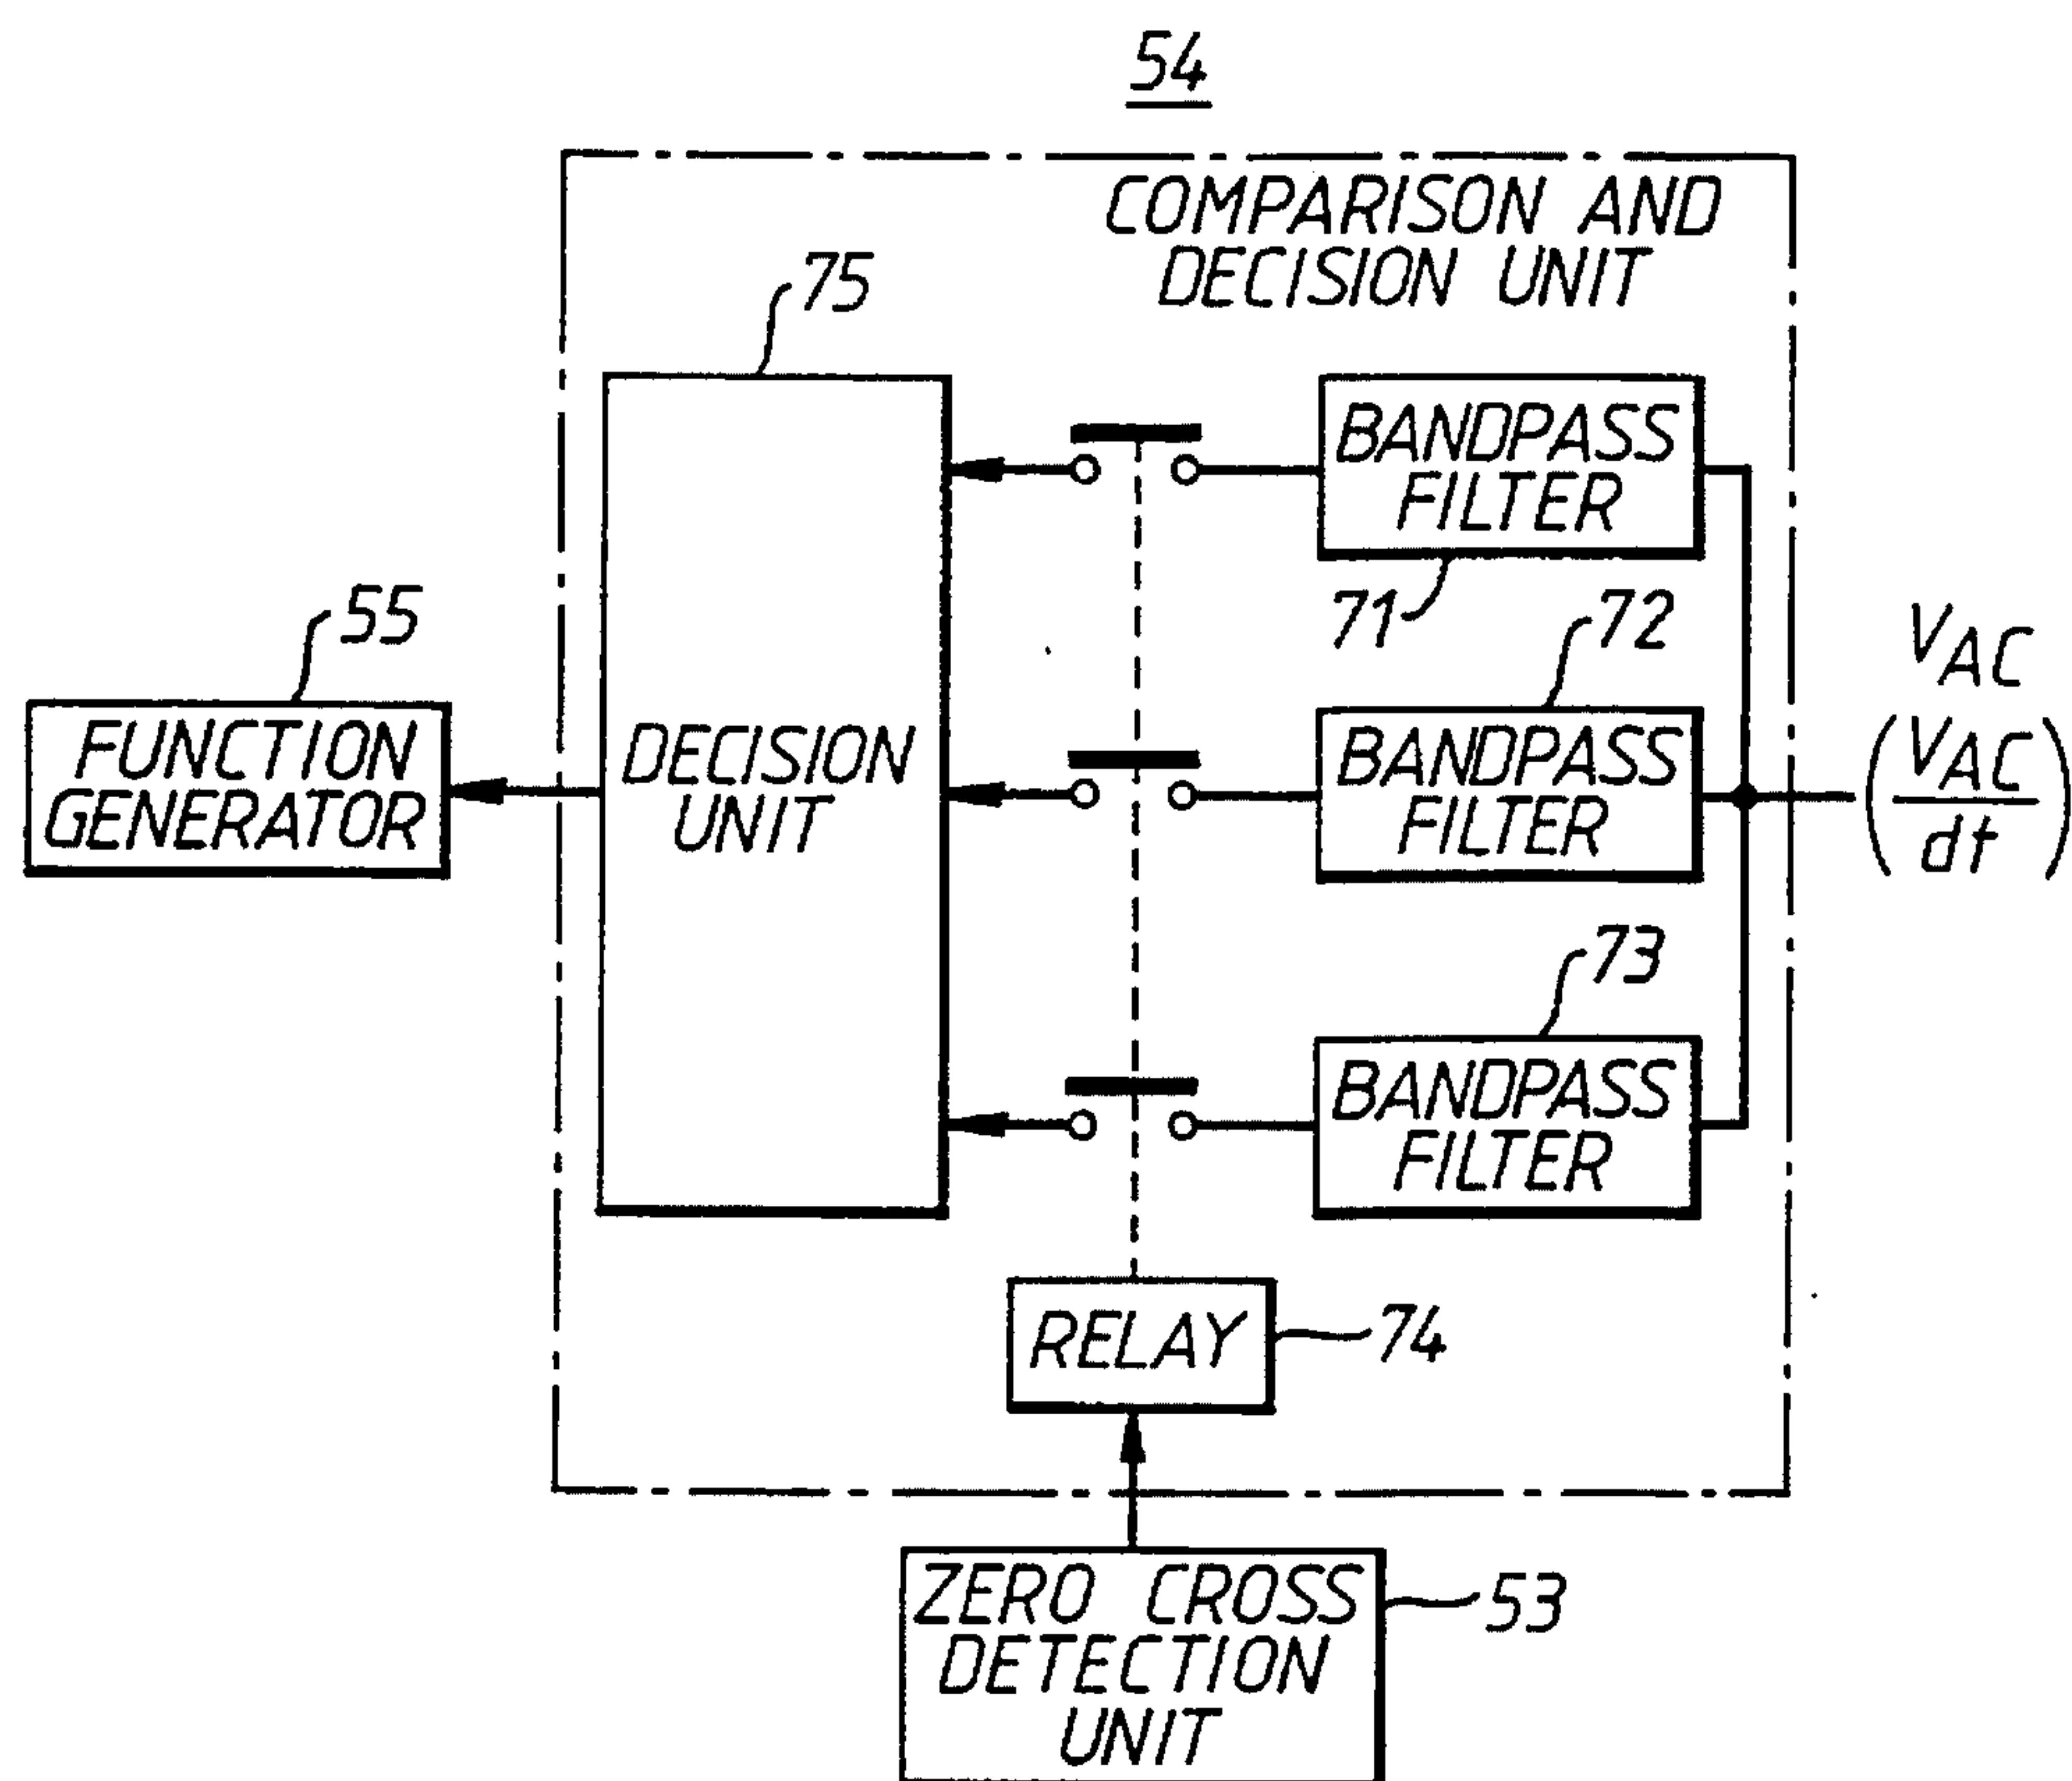 54
COMPARISON AND
DECISION UNIT
75
BANDPASS
FILTER
71
72
55
FUNCTION
GENERATOR
DECISION
UNIT
BANDPASS
FILTER
VAC
(VAC/dt)
73
BANDPASS
FILTER
RELAY
74
ZERO CROSS
DETECTION
UNIT
53